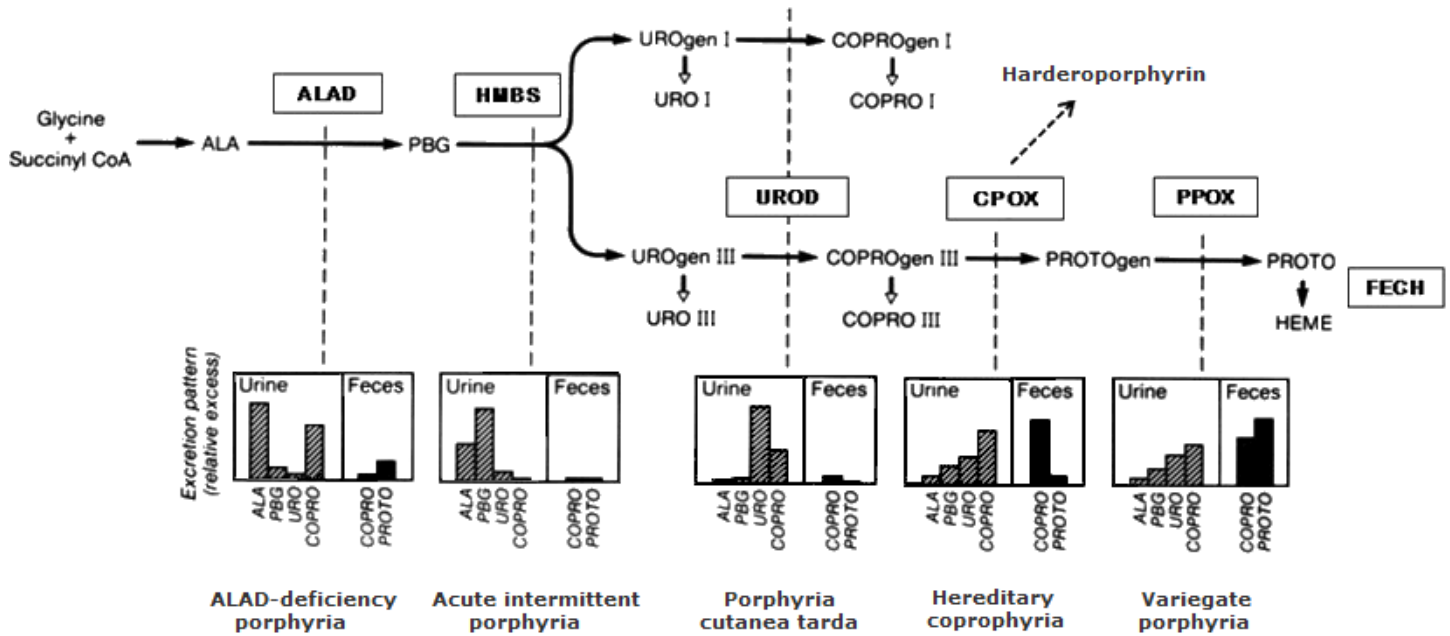 UROgen I
COPROgen I
URO I
COPRO I
Harderoporphyrin
ALAD
HMBS
Glycine
+
Succinyl CoA
ALA
PBG
UROD
CPOX
PPOX
UROgen III
COPROgen III
PROTOgen
PROTO
URO III
COPRO III
FECH
HEME
Excretion pattern
(relative excess)
Urine
Feces
ALA
PBG
URO
COPRO
COPRO
PROTO
Urine
Feces
ALA
PBG
URO
COPRO
COPRO
PROTO
Urine
Feces
ALA
PBG
URO
COPRO
COPRO
PROTO
Urine
Feces
ALA
PBG
URO
COPRO
COPRO
PROTO
Urine
Feces
ALA
PBG
URO
COPRO
COPRO
PROTO
ALAD-deficiency
porphyria
Acute intermittent
porphyria
Porphyria
cutanea tarda
Hereditary
coprophyria
Variegate
porphyria